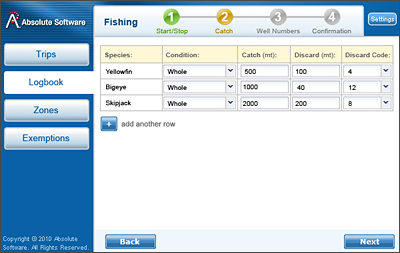 Absolute Software
Fishing
1 2 3 4
Start/Stop Catch Well Numbers Confirmation
Settings
Trips
Logbook
Zones
Exemptions
Species: Condition: Catch (mt): Discard (mt): Discard Code:
Yellowfin Whole 500 100 4
Bigeye Whole 1000 40 12
Skipjack Whole 2000 200 8
+ add another row
Back Next
Copyright © 2010 Absolute
Software. All Rights Reserved.